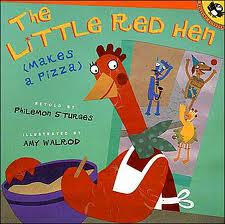 The
LiTTLE ReD Hen
(MAKES
a PiZZA)
RETOLD BY
PHiLEMON STURGES
ILLUSTRATED BY
AMY WALROD